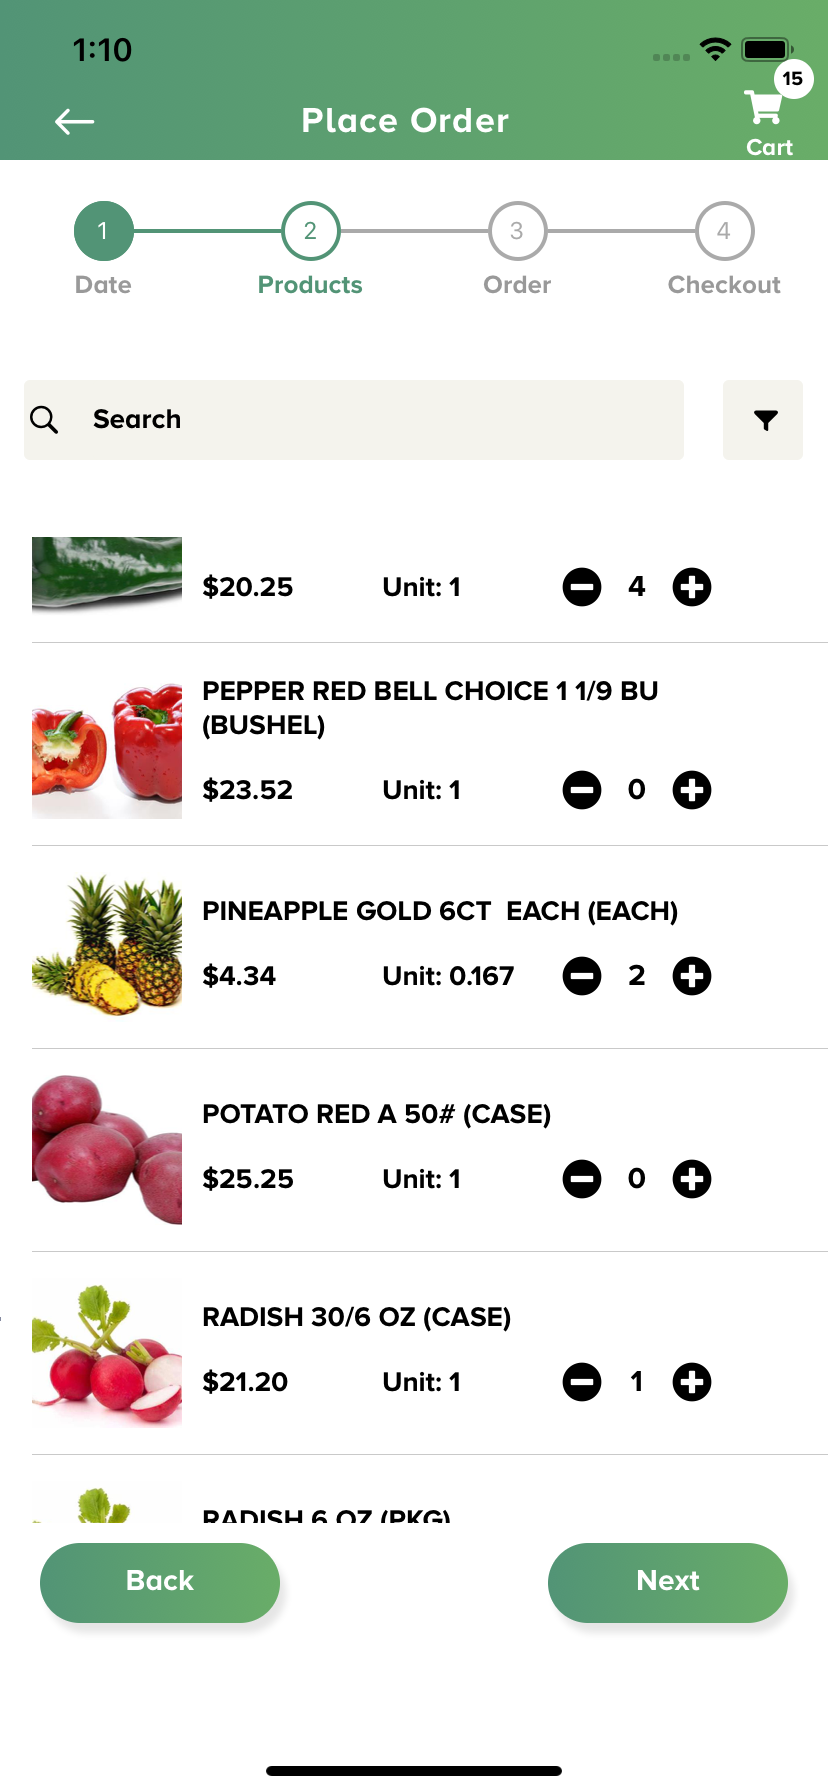 1:10
15
Place Order
Cart
1
2
3
4
Date
Products
Order
Checkout
Search
$20.25 Unit: 1 4
PEPPER RED BELL CHOICE 1 1/9 BU
(BUSHEL)
$23.52 Unit: 1 0
PINEAPPLE GOLD 6CT  EACH (EACH)
$4.34 Unit: 0.167 2
POTATO RED A 50# (CASE)
$25.25 Unit: 1 0
RADISH 30/6 OZ (CASE)
$21.20 Unit: 1 1
RADISH 6 OZ (PKG)
Back
Next